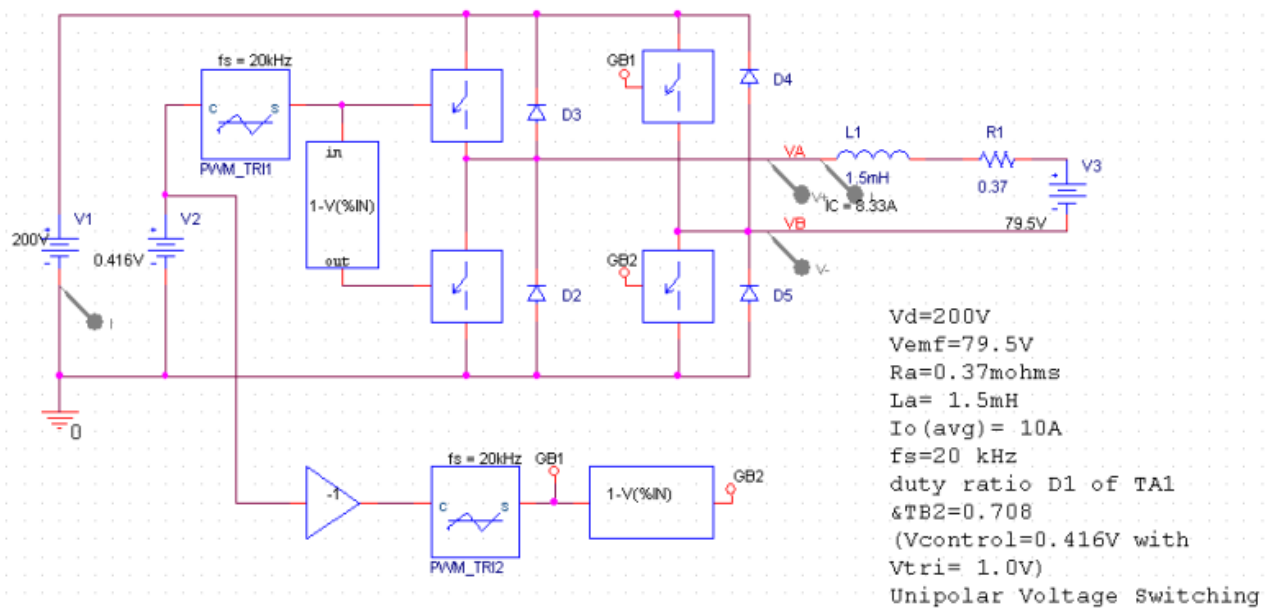 fs = 20kHz
C
S
PWM_TRI1
in
1-V(%IN)
out
V1
+
200V
-
V2
+
0.416V
-
0
D3
D2
GB1
GB2
D4
D5
VA
VB
L1
1.5mH
IC = 8.33A
R1
0.37
V3
+
-
79.5V
V+
V-
I
I
-1
fs = 20kHz
C
S
PWM_TRI2
GB1
1-V(%IN)
GB2
Vd=200V
Vemf=79.5V
Ra=0.37mohms
La= 1.5mH
Io(avg)= 10A
fs=20 kHz
duty ratio D1 of TA1
&TB2=0.708
(Vcontrol=0.416V with
Vtri= 1.0V)
Unipolar Voltage Switching